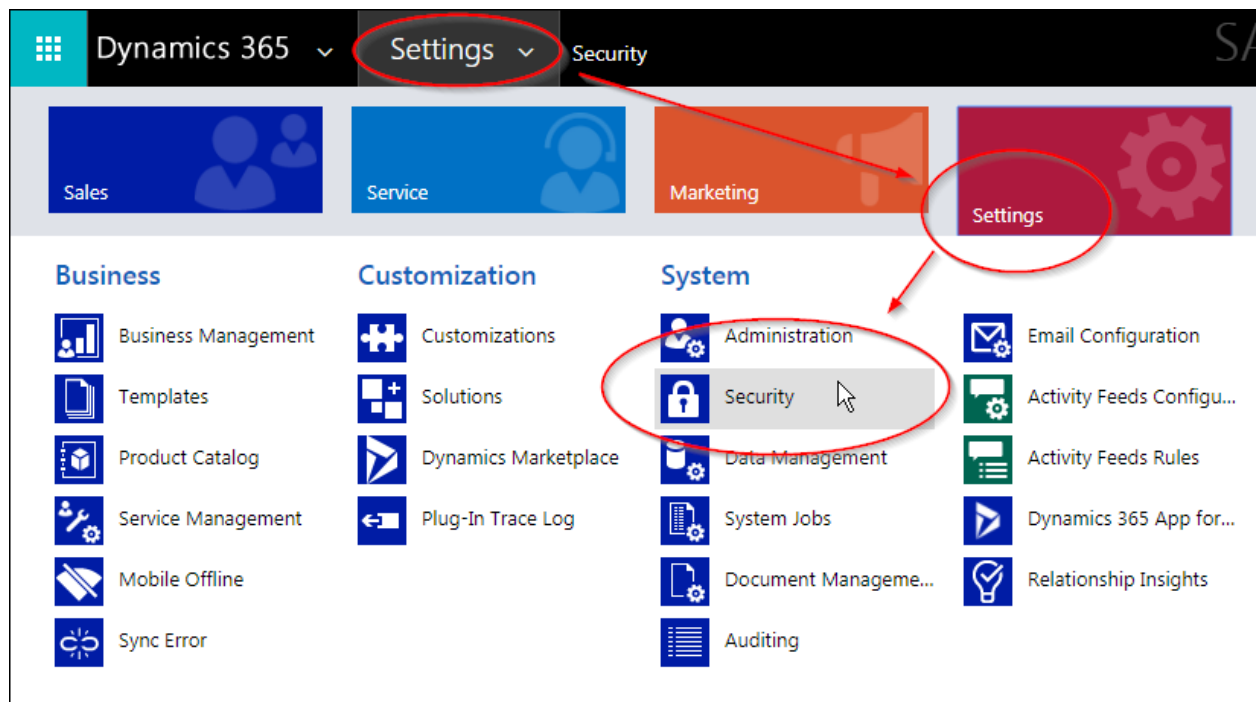 Dynamics 365 Settings Security SA
Sales Service Marketing Settings
Business Customization System
Business Management Customizations Administration Email Configuration
Templates Solutions Security Activity Feeds Configu...
Product Catalog Dynamics Marketplace Data Management Activity Feeds Rules
Service Management Plug-In Trace Log System Jobs Dynamics 365 App for...
Mobile Offline Document Manageme... Relationship Insights
Sync Error Auditing